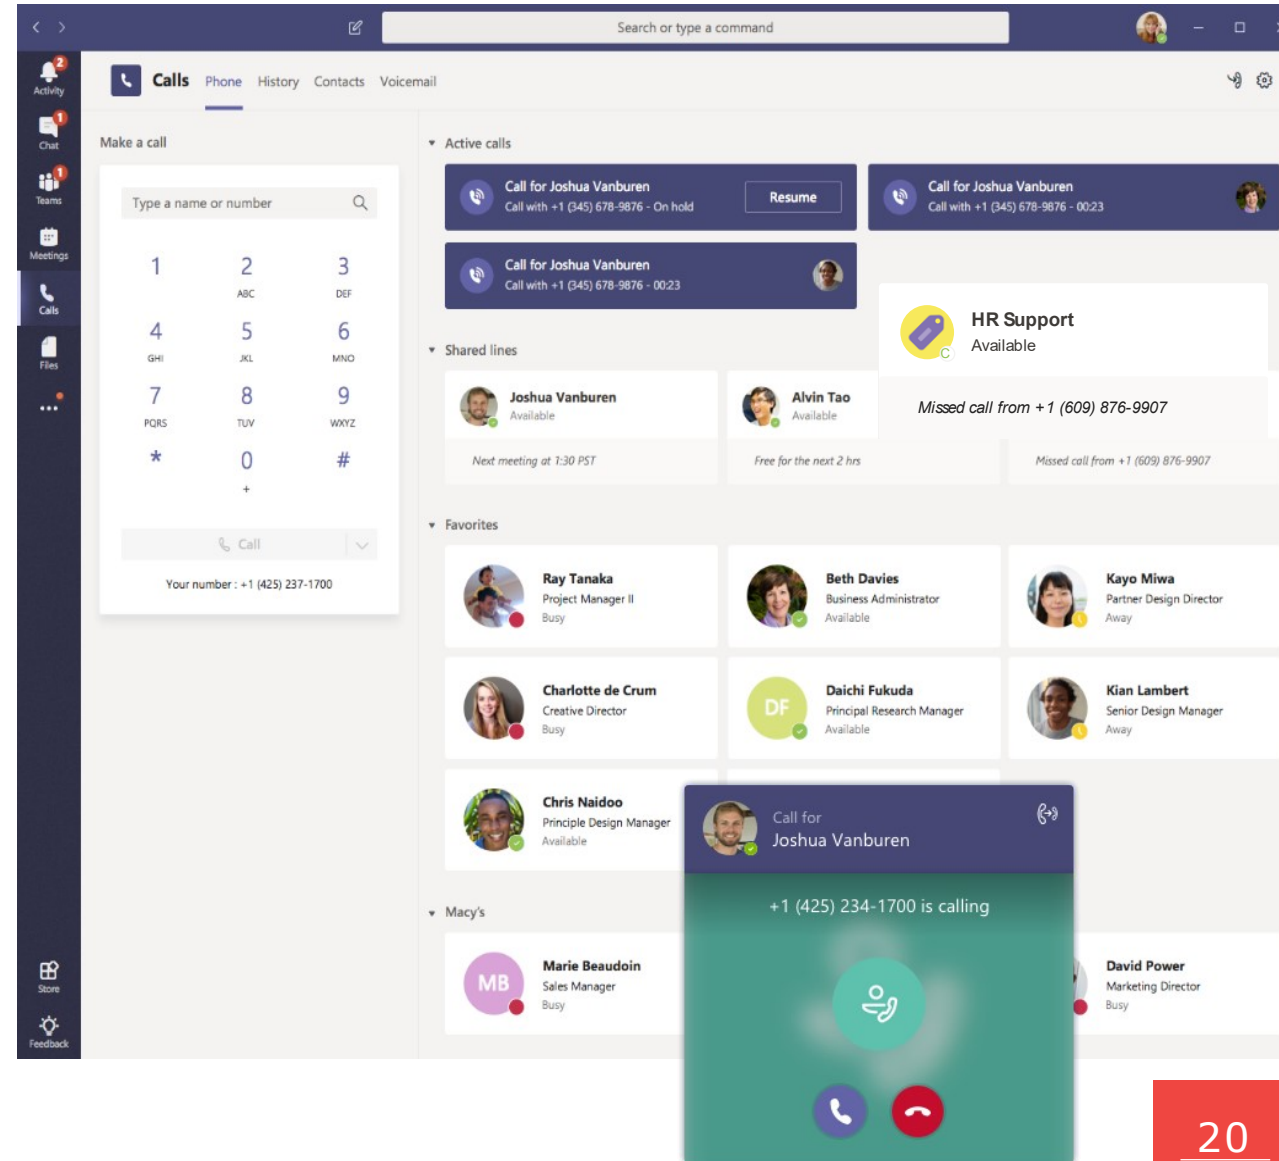 Search or type a command
2
Activity
1
Chat
1
Teams
Meetings
Calls
Files
Store
Feedback
Calls Phone History Contacts Voicemail
Make a call
Type a name or number
1
2
ABC
3
DEF
4
GHI
5
JKL
6
MNO
7
PQRS
8
TUV
9
WXYZ
*
0
+
#
Call
Your number : +1 (425) 237-1700
Active calls
Call for Joshua Vanburen
Call with +1 (345) 678-9876 - On hold
Resume
Call for Joshua Vanburen
Call with +1 (345) 678-9876 - 00:23
Call for Joshua Vanburen
Call with +1 (345) 678-9876 - 00:23
HR Support
Available
C
Missed call from +1 (609) 876-9907
Shared lines
Joshua Vanburen
Available
Next meeting at 1:30 PST
Alvin Tao
Available
Free for the next 2 hrs
Missed call from +1 (609) 876-9907
Favorites
Ray Tanaka
Project Manager II
Busy
Beth Davies
Business Administrator
Available
Kayo Miwa
Partner Design Director
Away
Charlotte de Crum
Creative Director
Busy
DF
Daichi Fukuda
Principal Research Manager
Available
Kian Lambert
Senior Design Manager
Away
Chris Naidoo
Principle Design Manager
Available
Macy's
MB
Marie Beaudoin
Sales Manager
Busy
David Power
Marketing Director
Busy
Call for
Joshua Vanburen
+1 (425) 234-1700 is calling
20